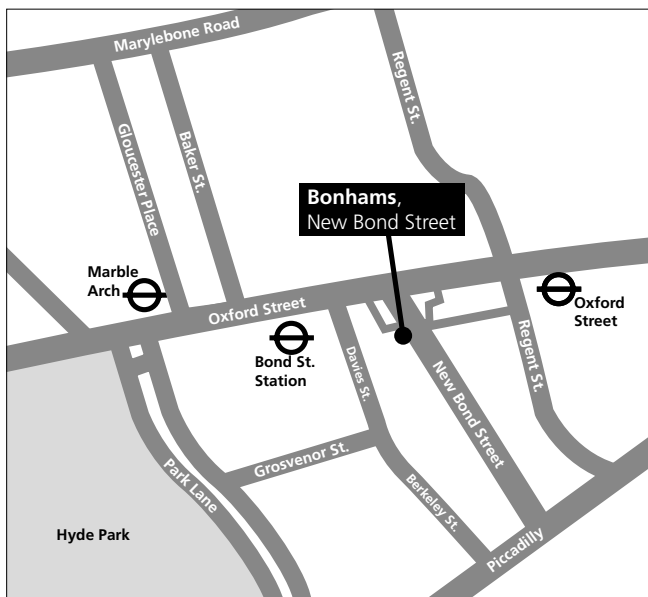 Marylebone Road
Regent St.
Gloucester Place
Baker St.
Bonhams,
New Bond Street
Marble
Arch
Oxford Street
Oxford
Street
Bond St.
Station
Davies St.
New Bond Street
Regent St.
Grosvenor St.
Park Lane
Berkeley St.
Hyde Park
Piccadilly